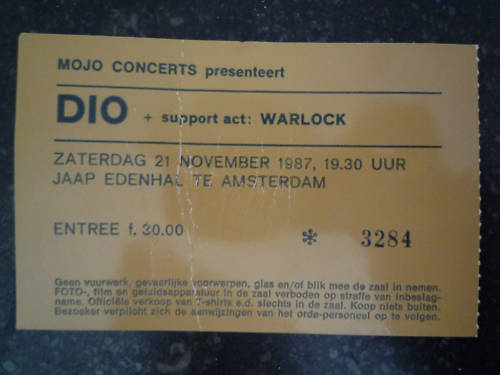 MOJO CONCERTS presenteert
DIO + support act: WARLOCK
ZATERDAG 21 NOVEMBER 1987, 19.30 UUR
JAAP EDENHAL TE AMSTERDAM
ENTREE f. 30.00 * 3284
Geen vuurwerk, gevaarlijke voorwerpen, glas en/of blik mee de zaal in nemen.
FOTO-, film en geluidsapparatuur in de zaal verboden op straffe van inbeslag-
name. Officiële verkoop van T-shirts e.d. slechts in de zaal. Koop niets buiten.
Bezoeker verplicht zich de aanwijzingen van het orde-personeel op te volgen.